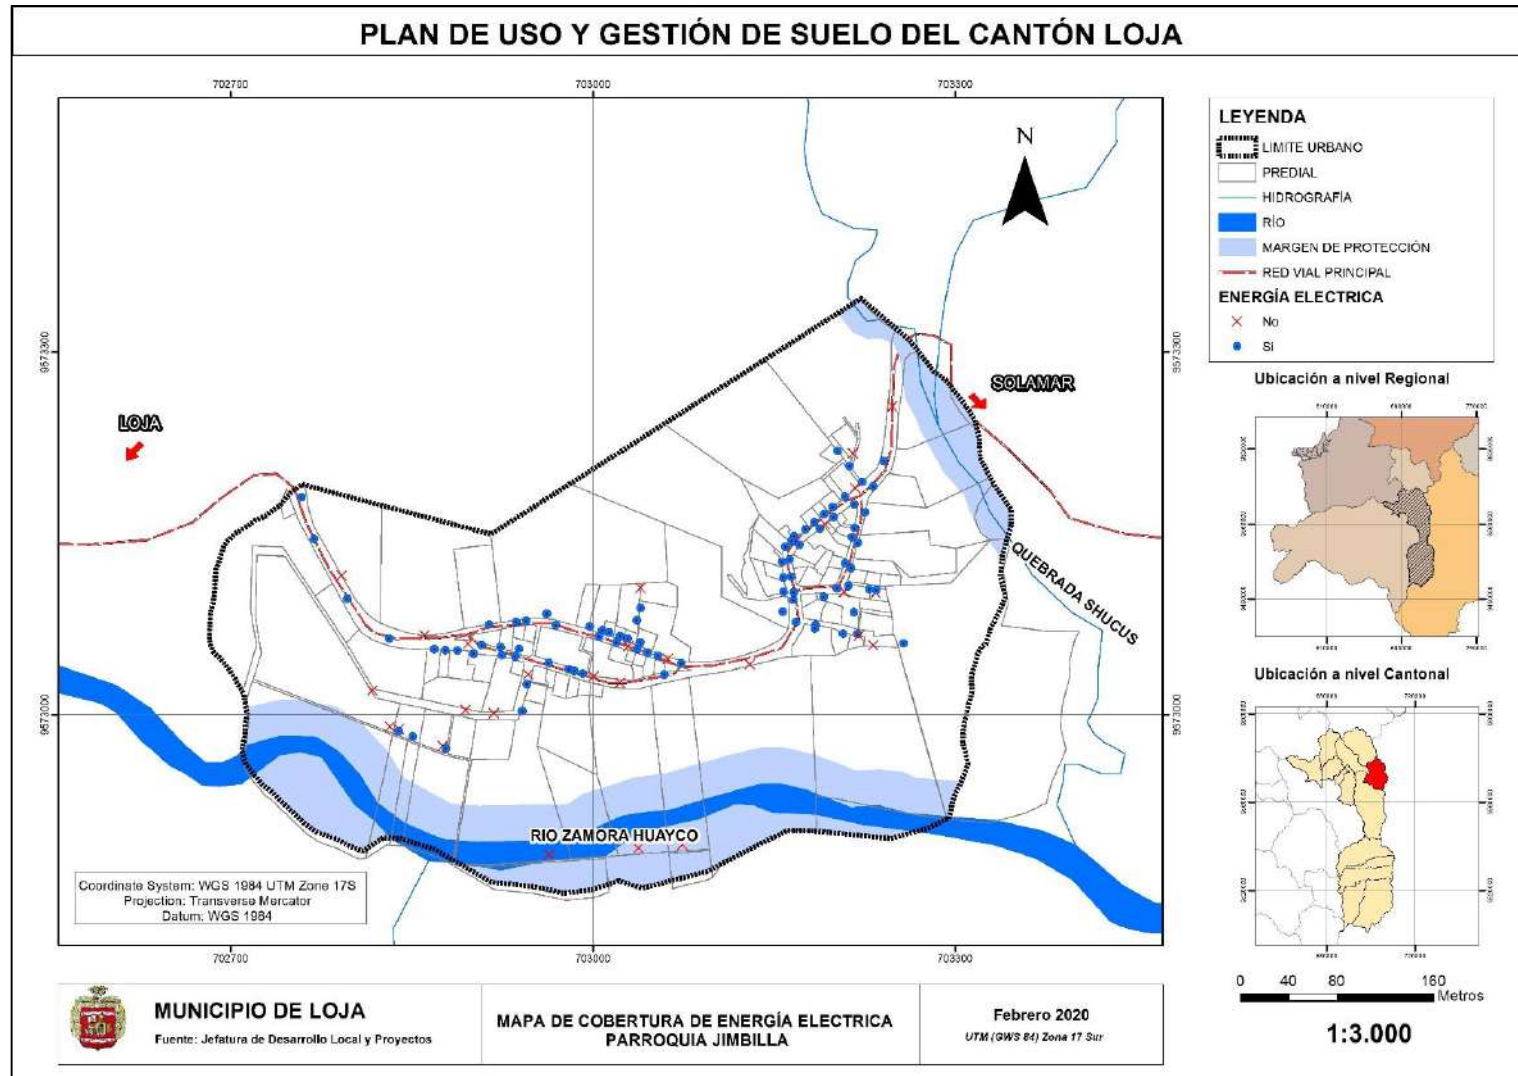 PLAN DE USO Y GESTIÓN DE SUELO DEL CANTÓN LOJA
702700
703000
703300
9573300
9573300
9573000
9573000
N
LOJA
SOLAMAR
QUEBRADA SHUCUS
RIO ZAMORA HUAYCO
Coordinate System: WGS 1984 UTM Zone 17S
Projection: Transverse Mercator
Datum: WGS 1984
702700
703000
703300
LEYENDA
LIMITE URBANO
PREDIAL
HIDROGRAFÍA
RÍO
MARGEN DE PROTECCIÓN
RED VIAL PRINCIPAL
ENERGÍA ELECTRICA
No
Si
Ubicación a nivel Regional
Ubicación a nivel Cantonal
0 40 80 160
Metros
1:3.000
MUNICIPIO DE LOJA
Fuente: Jefatura de Desarrollo Local y Proyectos
MAPA DE COBERTURA DE ENERGÍA ELECTRICA
PARROQUIA JIMBILLA
Febrero 2020
UTM (GWS 84) Zona 17 Sur